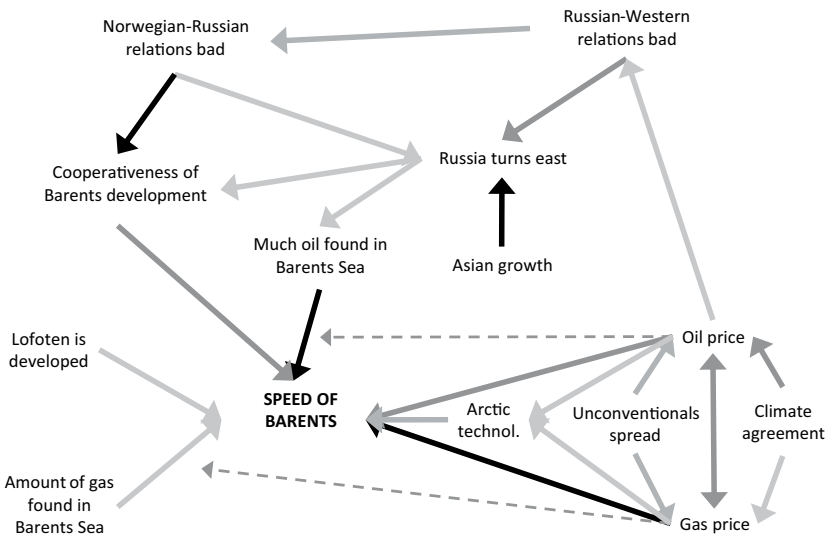 Norwegian-Russian
relations bad
Russian-Western
relations bad
Cooperativeness of
Barents development
Russia turns east
Much oil found in
Barents Sea
Asian growth
Lofoten is
developed
Oil price
SPEED OF
BARENTS
Arctic
technol.
Unconventionals
spread
Climate
agreement
Amount of gas
found in
Barents Sea
Gas price